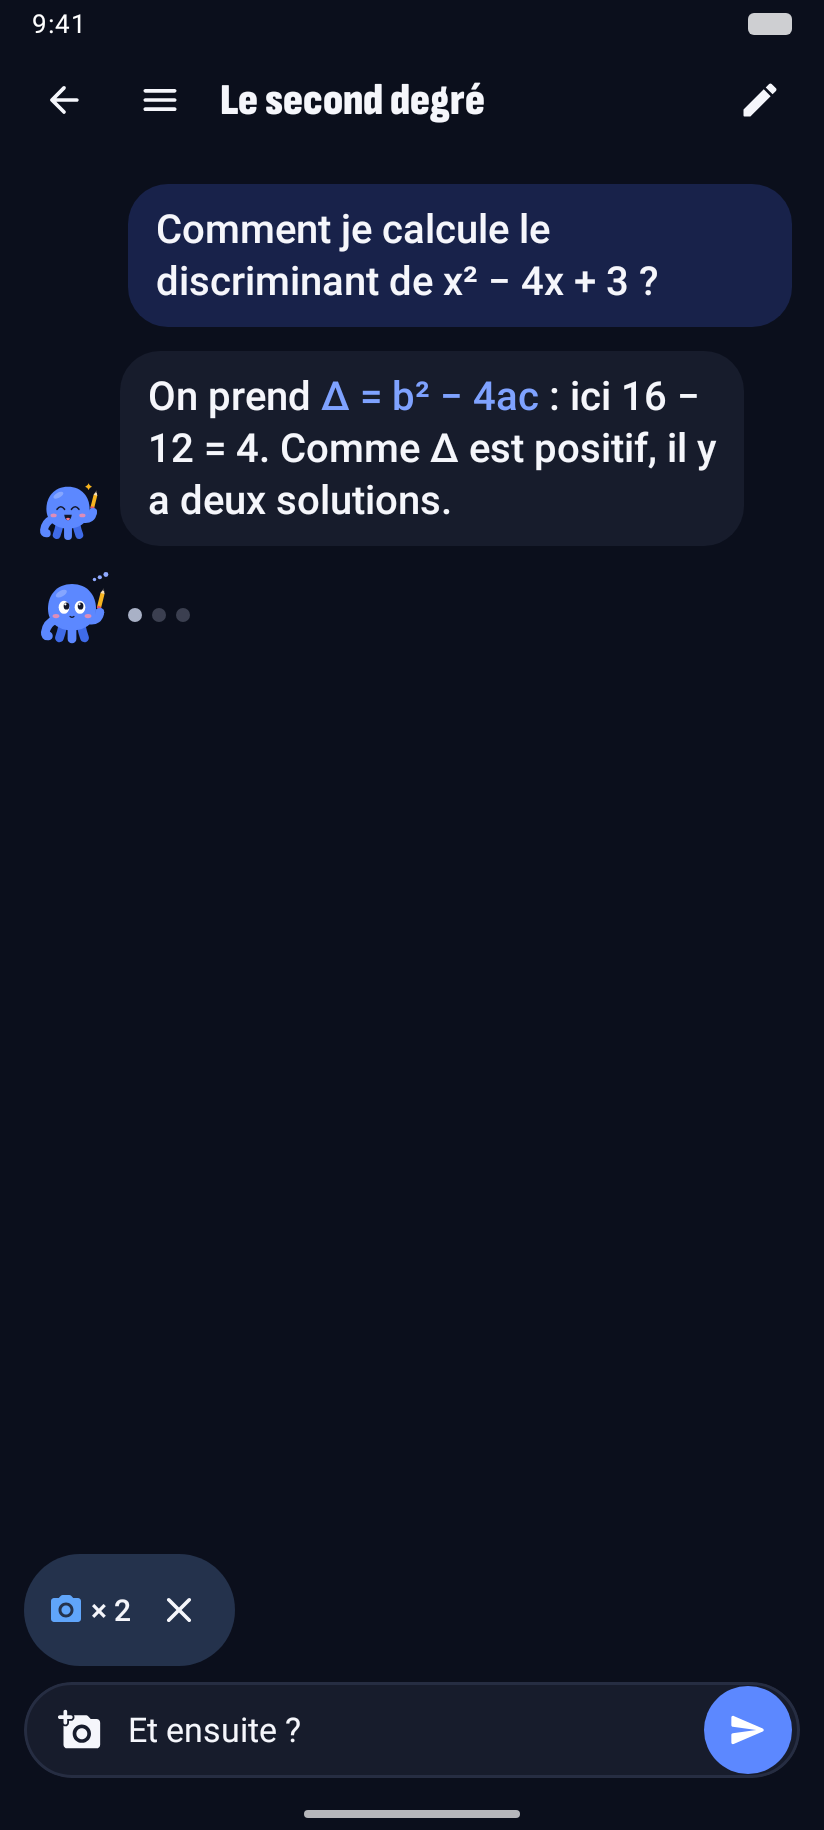 9:41
Le second degré
Comment je calcule le
discriminant de x² − 4x + 3 ?
On prend Δ = b² − 4ac : ici 16 −
12 = 4. Comme Δ est positif, il y
a deux solutions.
× 2
Et ensuite ?